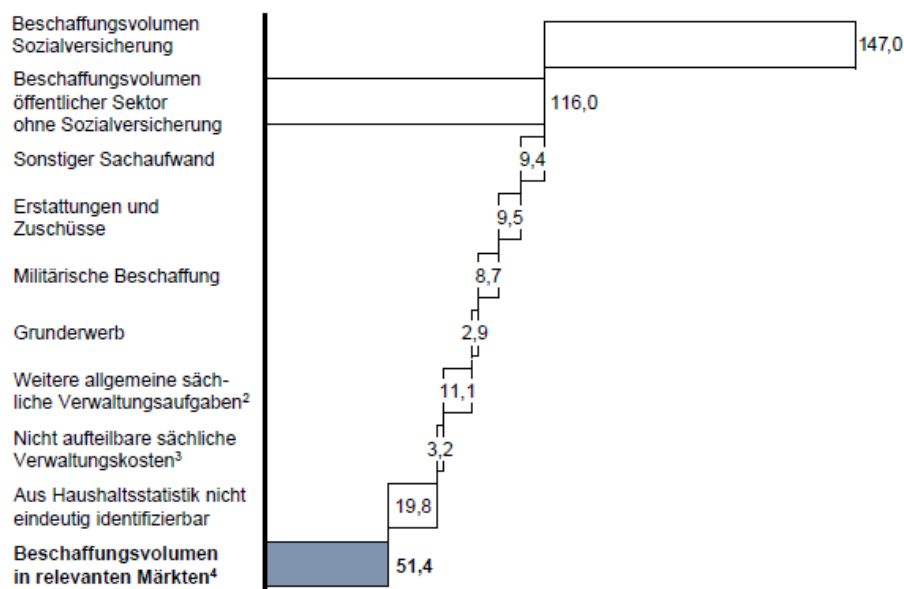 Beschaffungsvolumen
Sozialversicherung
147,0
Beschaffungsvolumen
öffentlicher Sektor
ohne Sozialversicherung
116,0
Sonstiger Sachaufwand
9,4
Erstattungen und
Zuschüsse
9,5
Militärische Beschaffung
8,7
Grunderwerb
2,9
Weitere allgemeine säch-
liche Verwaltungsaufgaben²
11,1
Nicht aufteilbare sächliche
Verwaltungskosten³
3,2
Aus Haushaltsstatistik nicht
eindeutig identifizierbar
19,8
Beschaffungsvolumen
in relevanten Märkten⁴
51,4